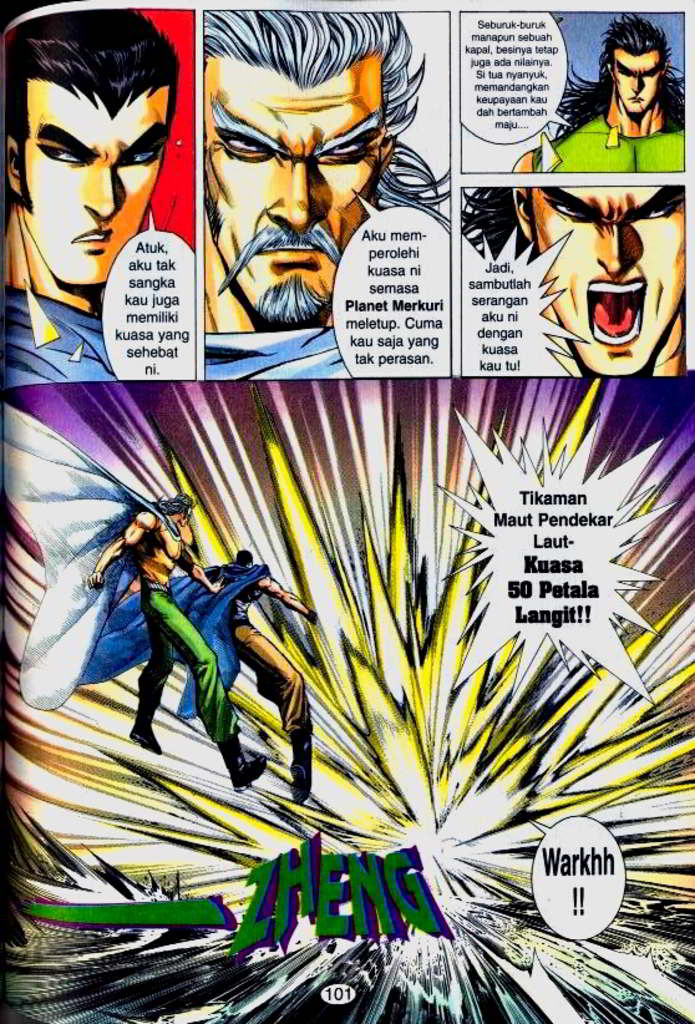 Atuk,
aku tak
sangka
kau juga
memiliki
kuasa yang
sehebat
ni.
Aku mem-
perolehi
kuasa ni
semasa
Planet Merkuri
meletup. Cuma
kau saja yang
tak perasan.
Seburuk-buruk
manapun sebuah
kapal, besinya tetap
juga ada nilainya.
Si tua nyanyuk,
memandangkan
keupayaan kau
dah bertambah
maju....
Jadi,
sambutlah
serangan
aku ni
dengan
kuasa
kau tu!
Tikaman
Maut Pendekar
Laut-
Kuasa
50 Petala
Langit!!
Warkhh
!!
ZHENG
101